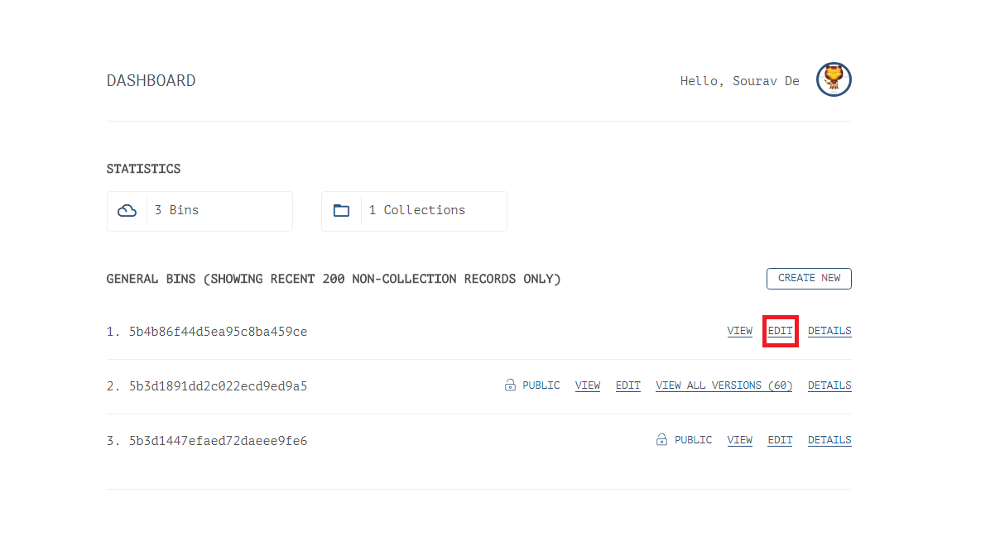 DASHBOARD Hello, Sourav De
STATISTICS
3 Bins 1 Collections
GENERAL BINS (SHOWING RECENT 200 NON-COLLECTION RECORDS ONLY) CREATE NEW
1. 5b4b86f44d5ea95c8ba459ce VIEW EDIT DETAILS
2. 5b3d1891dd2c022ecd9ed9a5 PUBLIC VIEW EDIT VIEW ALL VERSIONS (60) DETAILS
3. 5b3d1447efaed72daeee9fe6 PUBLIC VIEW EDIT DETAILS